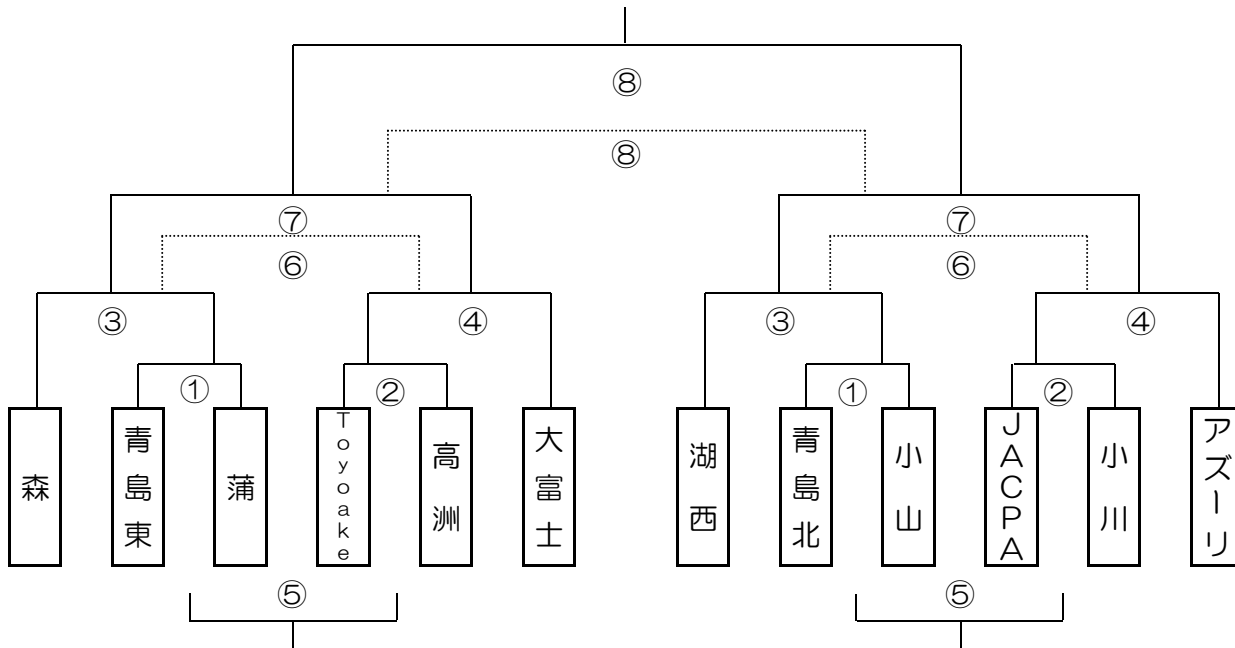 ⑧
⑧
⑦ ⑦
⑥ ⑥
③ ④ ③ ④
① ② ① ②
森
青島東
蒲
Toyoake
高洲
大富士
湖西
青島北
小山
JACPA
小川
アズーリ
⑤ ⑤